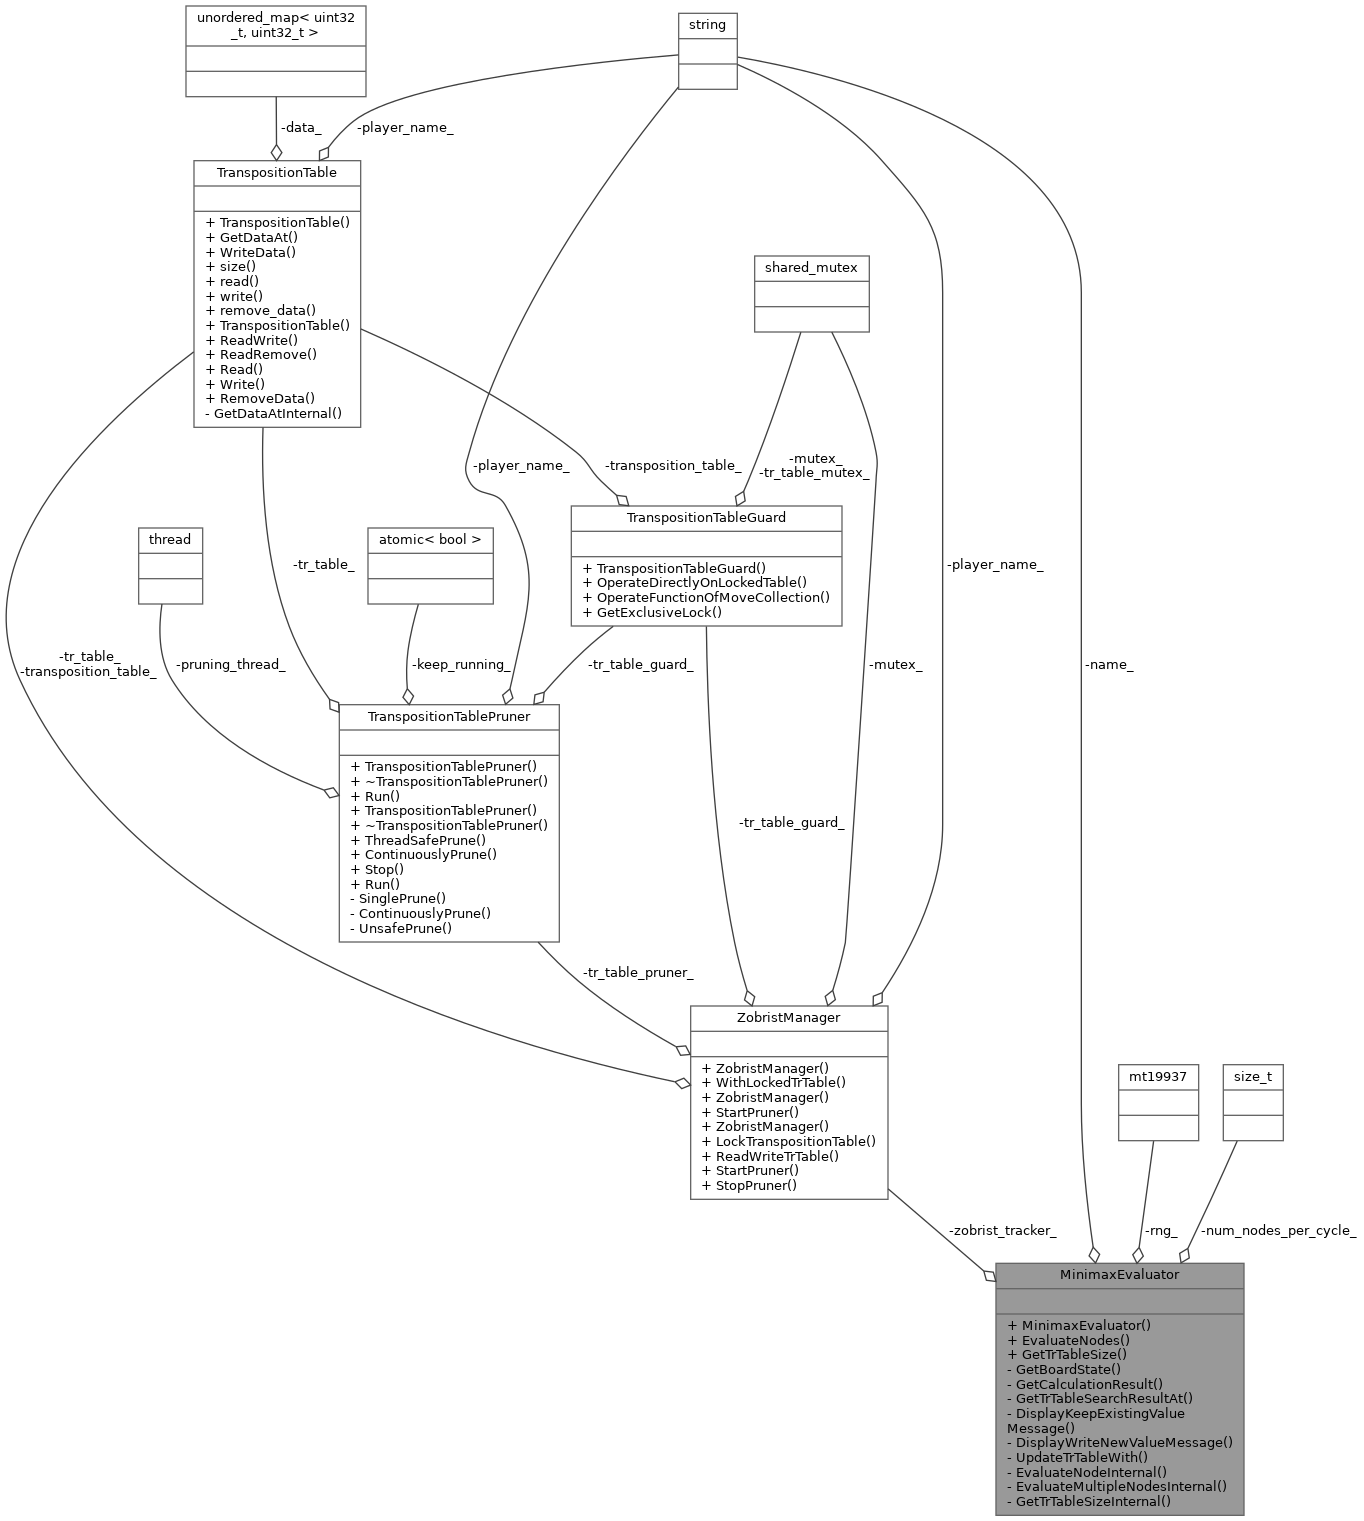 unordered_map< uint32
_t, uint32_t >
string
-data_
-player_name_
TranspositionTable
+ TranspositionTable()
+ GetDataAt()
+ WriteData()
+ size()
+ read()
+ write()
+ remove_data()
+ TranspositionTable()
+ ReadWrite()
+ ReadRemove()
+ Read()
+ Write()
+ RemoveData()
- GetDataAtInternal()
shared_mutex
-player_name_
-transposition_table_
-mutex_
-tr_table_mutex_
TranspositionTableGuard
+ TranspositionTableGuard()
+ OperateDirectlyOnLockedTable()
+ OperateFunctionOfMoveCollection()
+ GetExclusiveLock()
thread
atomic< bool >
-tr_table_
-player_name_
-tr_table_
-transposition_table_
-pruning_thread_
-keep_running_
-tr_table_guard_
-mutex_
-name_
TranspositionTablePruner
+ TranspositionTablePruner()
+ ~TranspositionTablePruner()
+ Run()
+ TranspositionTablePruner()
+ ~TranspositionTablePruner()
+ ThreadSafePrune()
+ ContinuouslyPrune()
+ Stop()
+ Run()
- SinglePrune()
- ContinuouslyPrune()
- UnsafePrune()
-tr_table_guard_
-tr_table_pruner_
ZobristManager
+ ZobristManager()
+ WithLockedTrTable()
+ ZobristManager()
+ StartPruner()
+ ZobristManager()
+ LockTranspositionTable()
+ ReadWriteTrTable()
+ StartPruner()
+ StopPruner()
mt19937
size_t
-zobrist_tracker_
-rng_
-num_nodes_per_cycle_
MinimaxEvaluator
+ MinimaxEvaluator()
+ EvaluateNodes()
+ GetTrTableSize()
- GetBoardState()
- GetCalculationResult()
- GetTrTableSearchResultAt()
- DisplayKeepExistingValue
Message()
- DisplayWriteNewValueMessage()
- UpdateTrTableWith()
- EvaluateNodeInternal()
- EvaluateMultipleNodesInternal()
- GetTrTableSizeInternal()